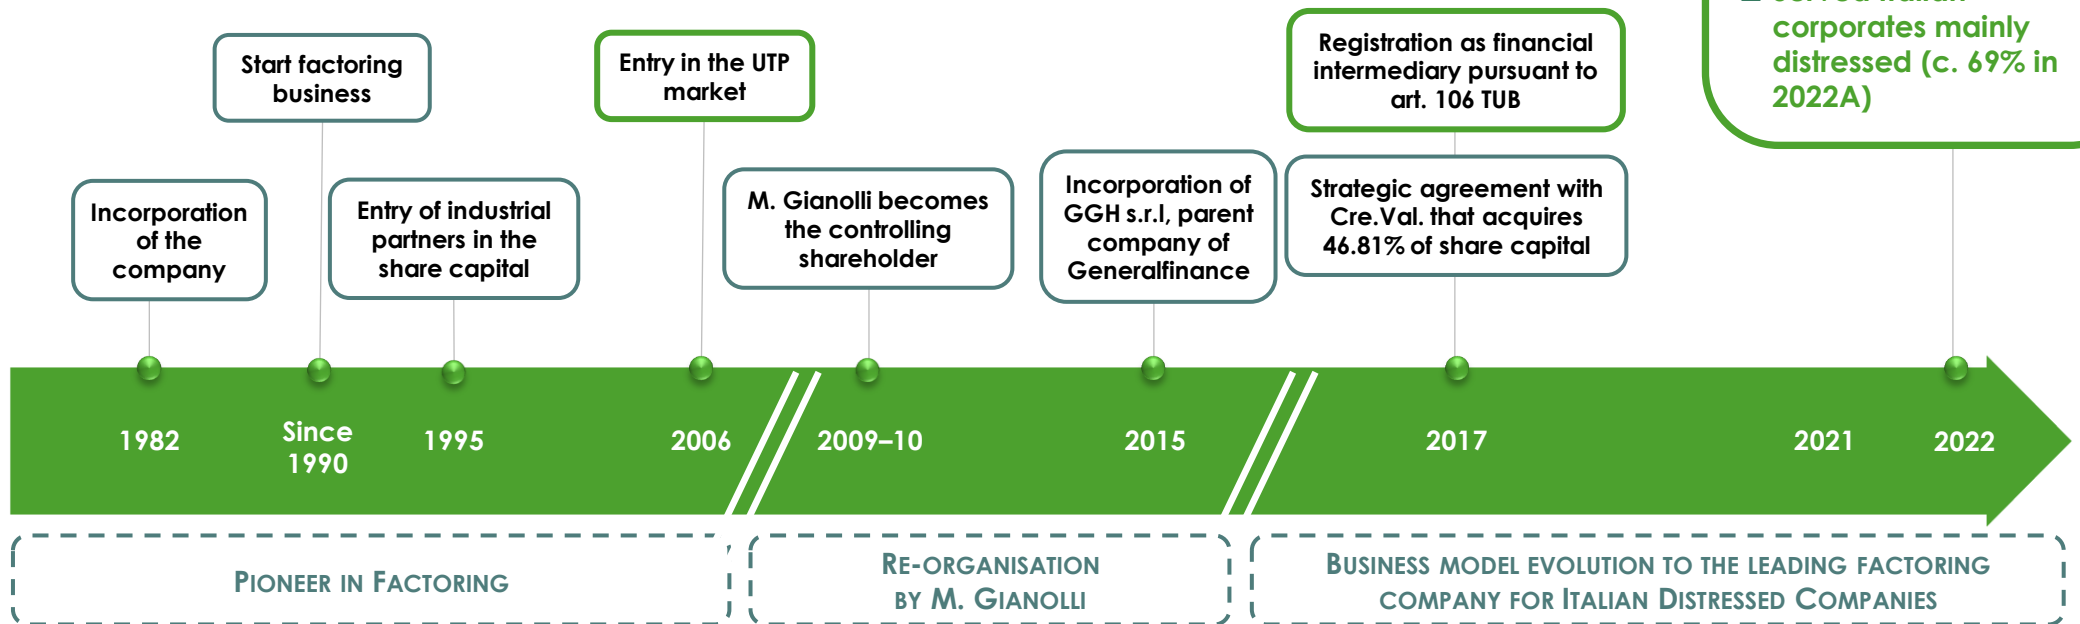 corporates mainly
distressed (c. 69% in
2022A)
Start factoring
business
Entry in the UTP
market
Registration as financial
intermediary pursuant to
art. 106 TUB
Incorporation
of the
company
Entry of industrial
partners in the
share capital
M. Gianolli becomes
the controlling
shareholder
Incorporation of
GGH s.r.l, parent
company of
Generalfinance
Strategic agreement with
Cre.Val. that acquires
46.81% of share capital
1982
Since
1990
1995
2006
2009–10
2015
2017
2021
2022
PIONEER IN FACTORING
RE-ORGANISATION
BY M. GIANOLLI
BUSINESS MODEL EVOLUTION TO THE LEADING FACTORING
COMPANY FOR ITALIAN DISTRESSED COMPANIES